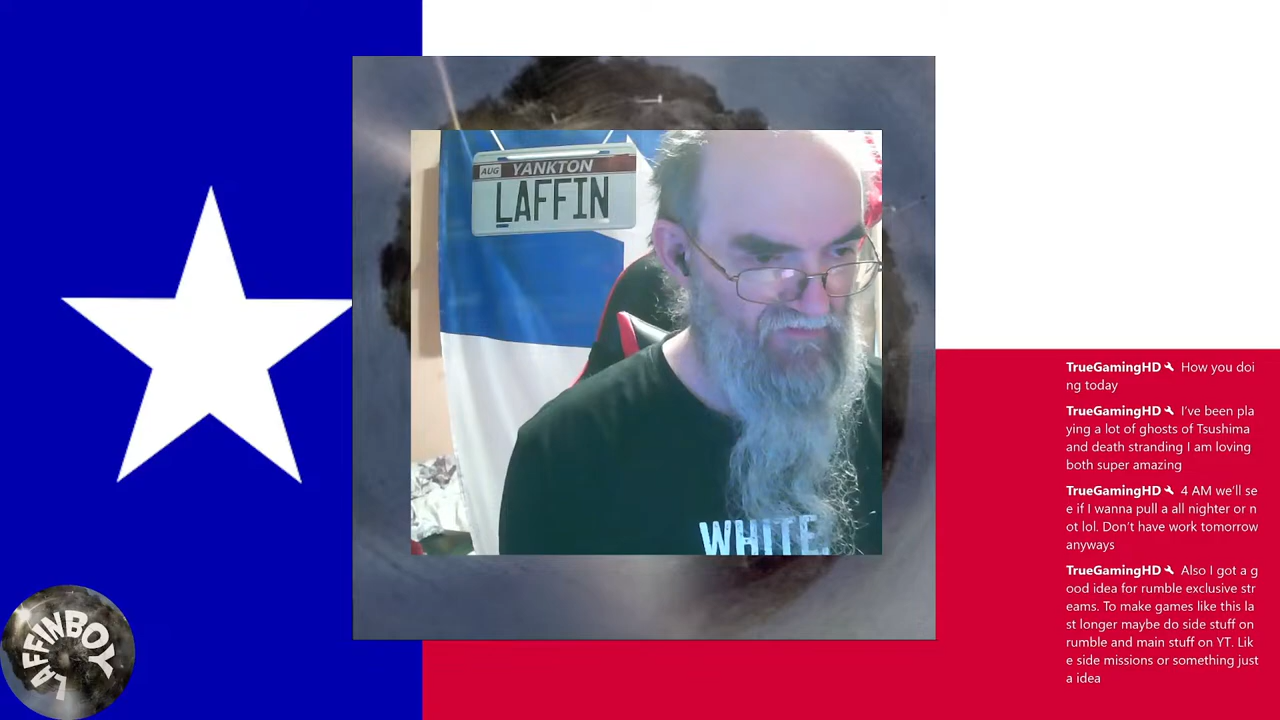 AUG YANKTON
LAFFIN
WHITE
LAFFINBOY
TrueGamingHD How you doi
ng today
TrueGamingHD I've been pla
ying a lot of ghosts of Tsushima
and death stranding I am loving
both super amazing
TrueGamingHD 4 AM we'll se
e if I wanna pull a all nighter or n
ot lol. Don't have work tomorrow
anyways
TrueGamingHD Also I got a g
ood idea for rumble exclusive str
eams. To make games like this la
st longer maybe do side stuff on
rumble and main stuff on YT. Lik
e side missions or something just
a idea